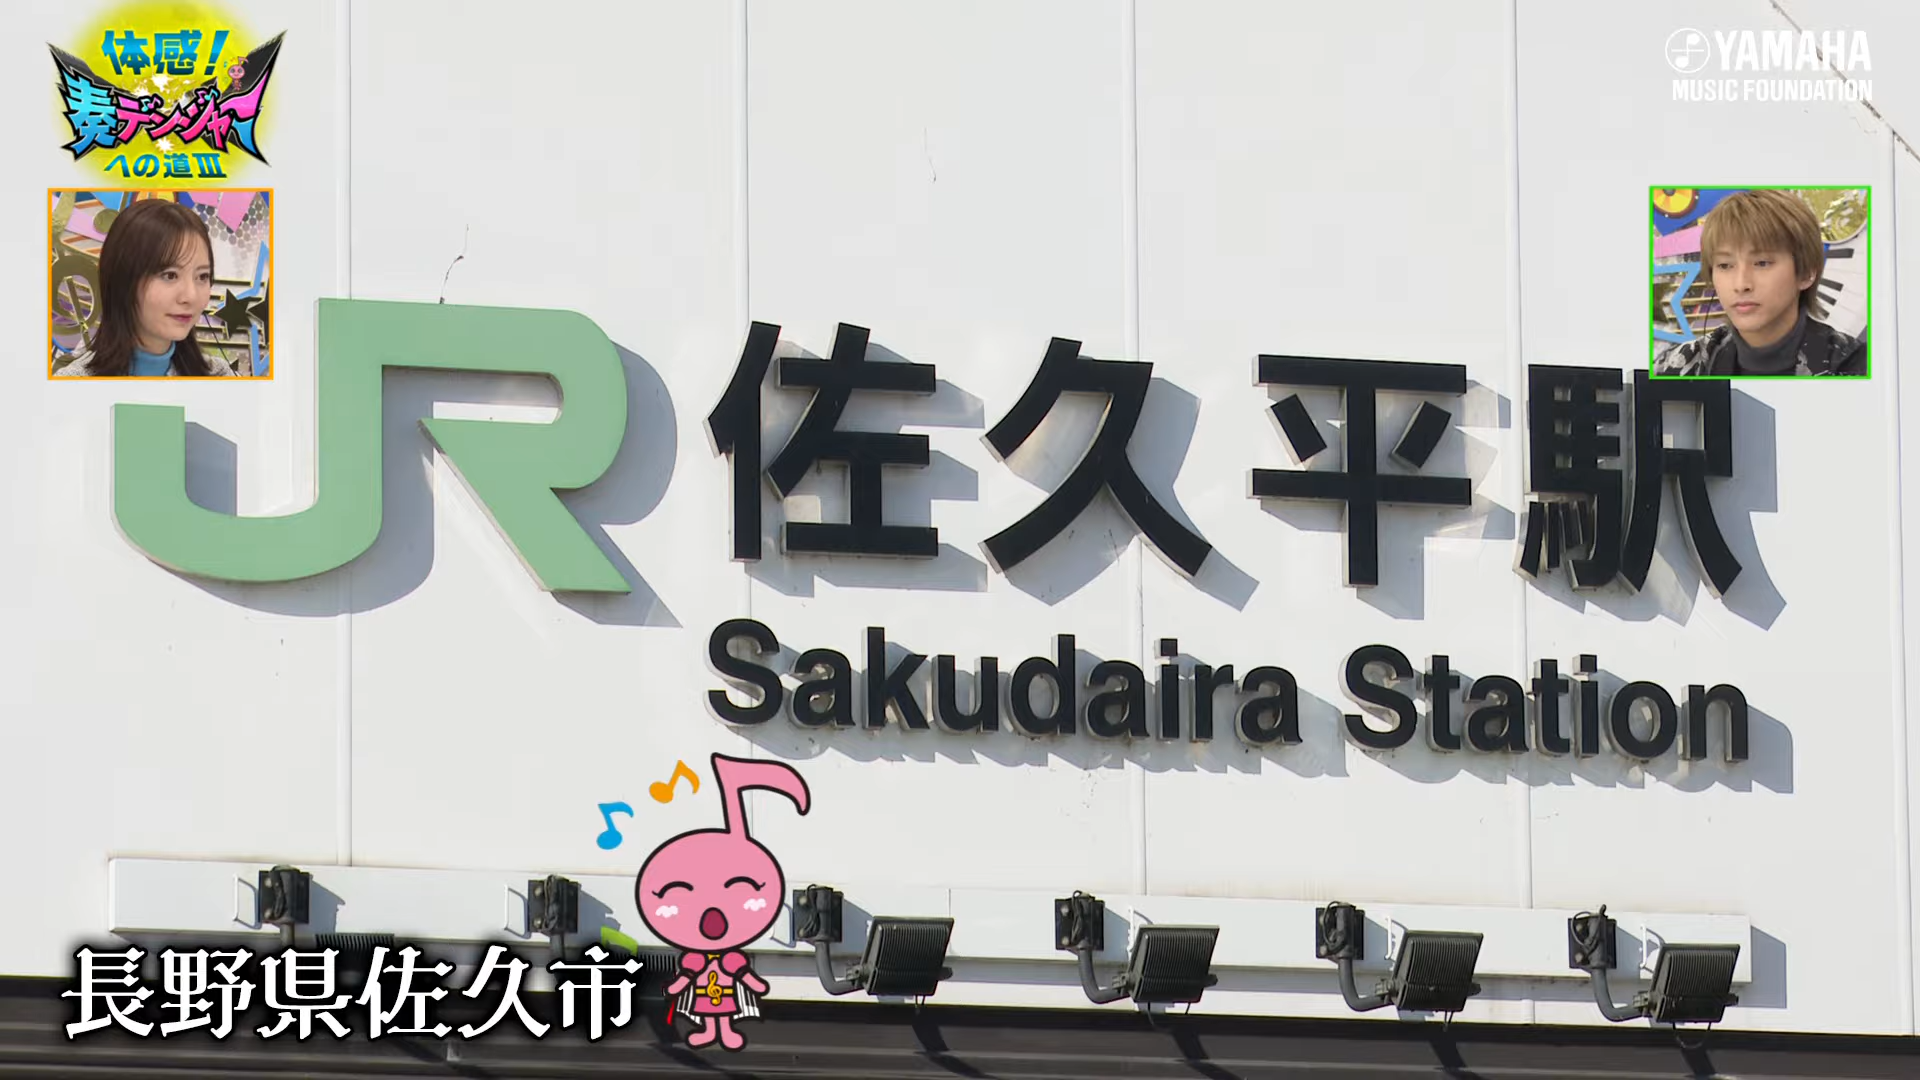 体感!
奏デンジャー
への道III
YAMAHA
MUSIC FOUNDATION
JR 佐久平駅
Sakudaira Station
長野県佐久市